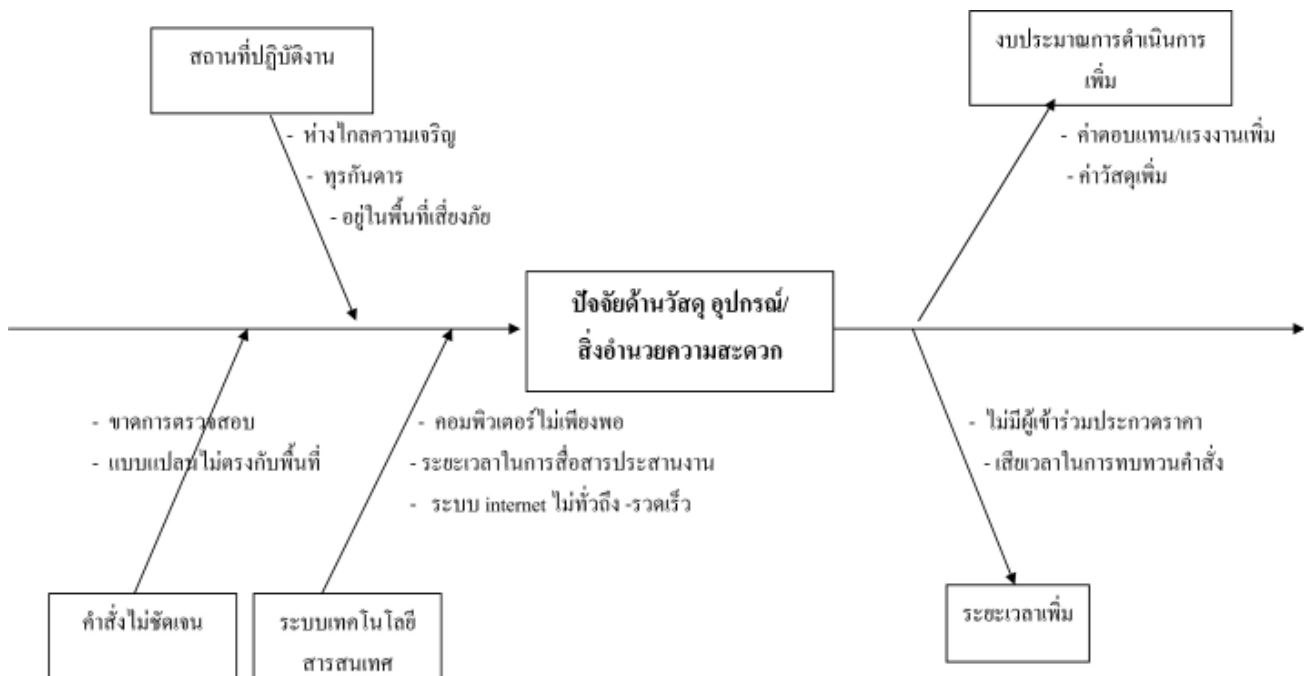 สถานที่ปฏิบัติงาน
- ห่างไกลความเจริญ
- ทุรกันดาร
- อยู่ในพื้นที่เสี่ยงภัย
งบประมาณการดำเนินการ
เพิ่ม
- ค่าตอบแทน/แรงงานเพิ่ม
- ค่าวัสดุเพิ่ม
ปัจจัยด้านวัสดุ อุปกรณ์/
สิ่งอำนวยความสะดวก
- ขาดการตรวจสอบ
- แบบแปลนไม่ตรงกับพื้นที่
- คอมพิวเตอร์ไม่เพียงพอ
-ระยะเวลาในการสื่อสารประสานงาน
- ระบบ internet ไม่ทั่วถึง -รวดเร็ว
- ไม่มีผู้เข้าร่วมประกวดราคา
- เสียเวลาในการทบทวนคำสั่ง
คำสั่งไม่ชัดเจน
ระบบเทคโนโลยี
สารสนเทศ
ระยะเวลาเพิ่ม